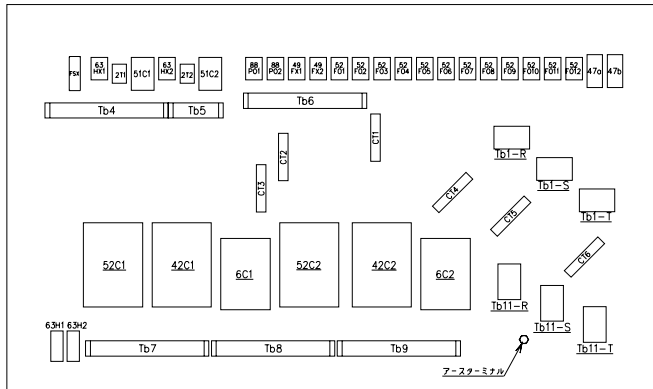 FSX
63
HX1
2T1
51C1
63
HX2
2T2
51C2
88
PO1
88
PO2
49
FX1
49
FX2
52
FO1
52
FO2
52
FO3
52
FO4
52
FO5
52
FO6
52
FO7
52
FO8
52
FO9
52
FO10
52
FO11
52
FO12
47a
47b
Tb4
Tb5
Tb6
CT1
CT2
CT3
CT4
CT5
CT6
Tb1-R
Tb1-S
Tb1-T
52C1
42C1
6C1
52C2
42C2
6C2
Tb11-R
Tb11-S
Tb11-T
63H1
63H2
Tb7
Tb8
Tb9
アースターミナル